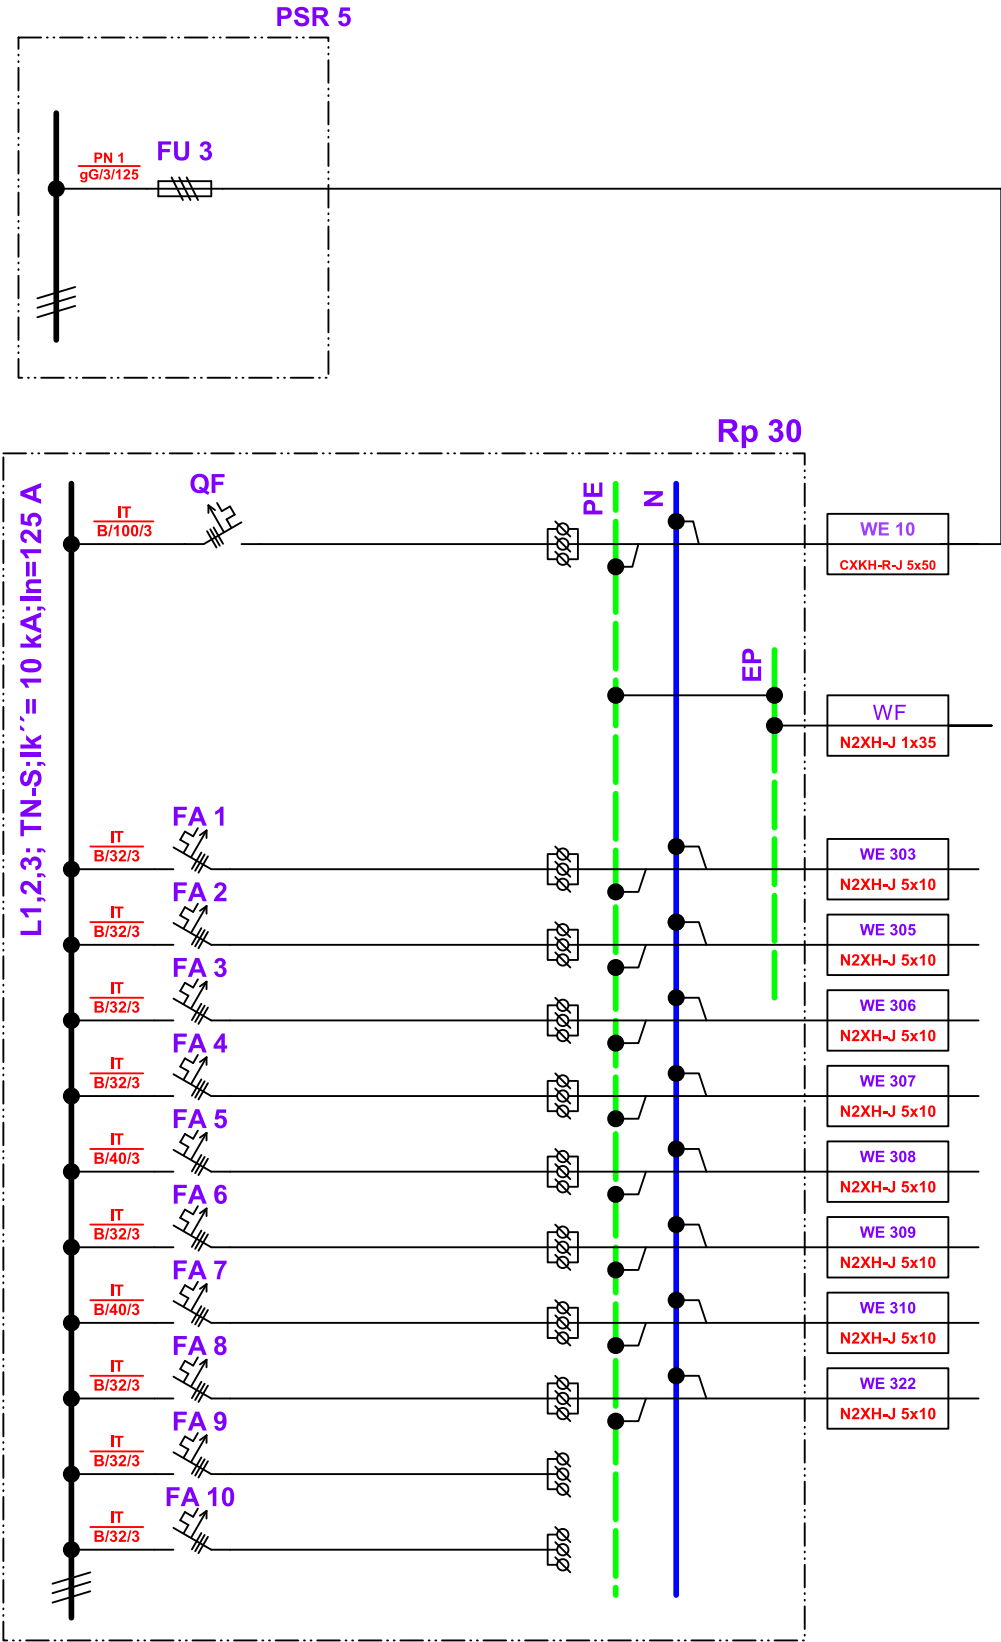 PSR 5
PN 1
gG/3/125
FU 3
Rp 30
L1,2,3; TN-S;Ik´´= 10 kA;In=125 A
IT
B/100/3
QF
PE
N
WE 10
CXKH-R-J 5x50
EP
WF
N2XH-J 1x35
IT
B/32/3
FA 1
WE 303
N2XH-J 5x10
IT
B/32/3
FA 2
WE 305
N2XH-J 5x10
IT
B/32/3
FA 3
WE 306
N2XH-J 5x10
IT
B/32/3
FA 4
WE 307
N2XH-J 5x10
IT
B/40/3
FA 5
WE 308
N2XH-J 5x10
IT
B/32/3
FA 6
WE 309
N2XH-J 5x10
IT
B/40/3
FA 7
WE 310
N2XH-J 5x10
IT
B/32/3
FA 8
WE 322
N2XH-J 5x10
IT
B/32/3
FA 9
IT
B/32/3
FA 10